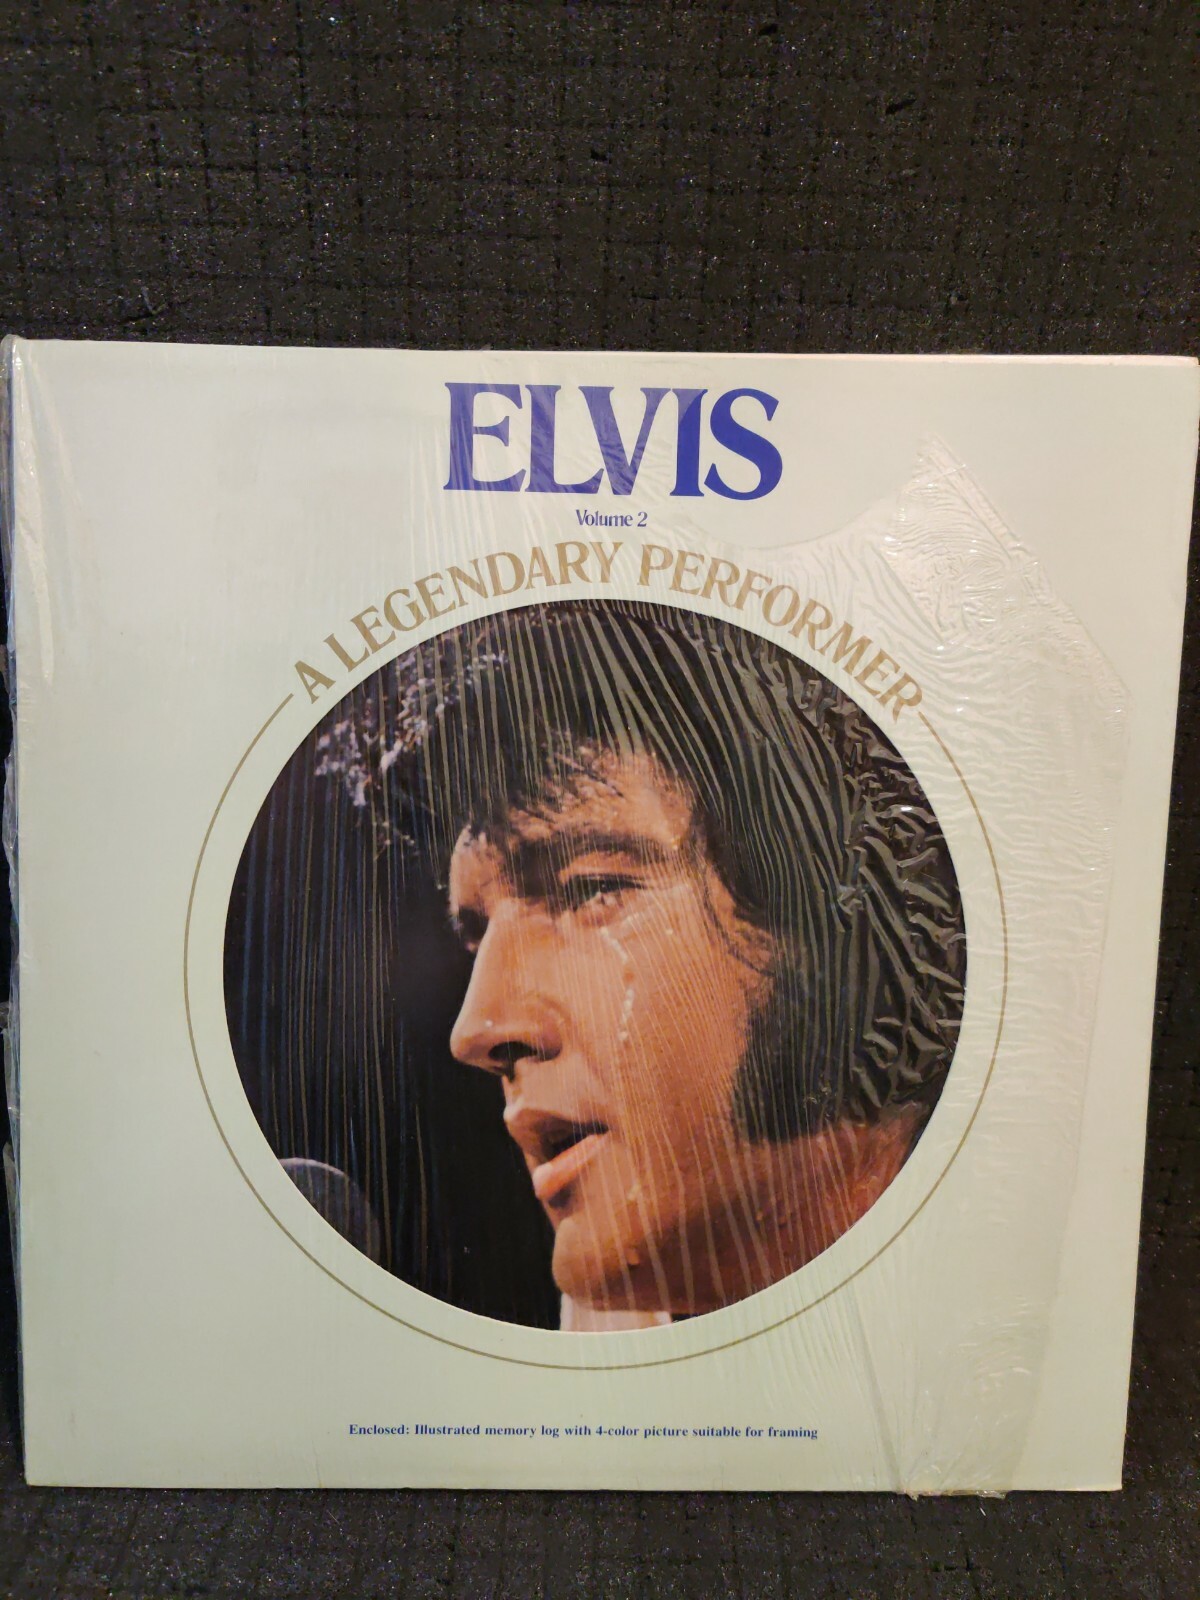 ELVIS
Volume 2
A LEGENDARY PERFORMER
Enclosed: Illustrated memory log with 4-color picture suitable for framing